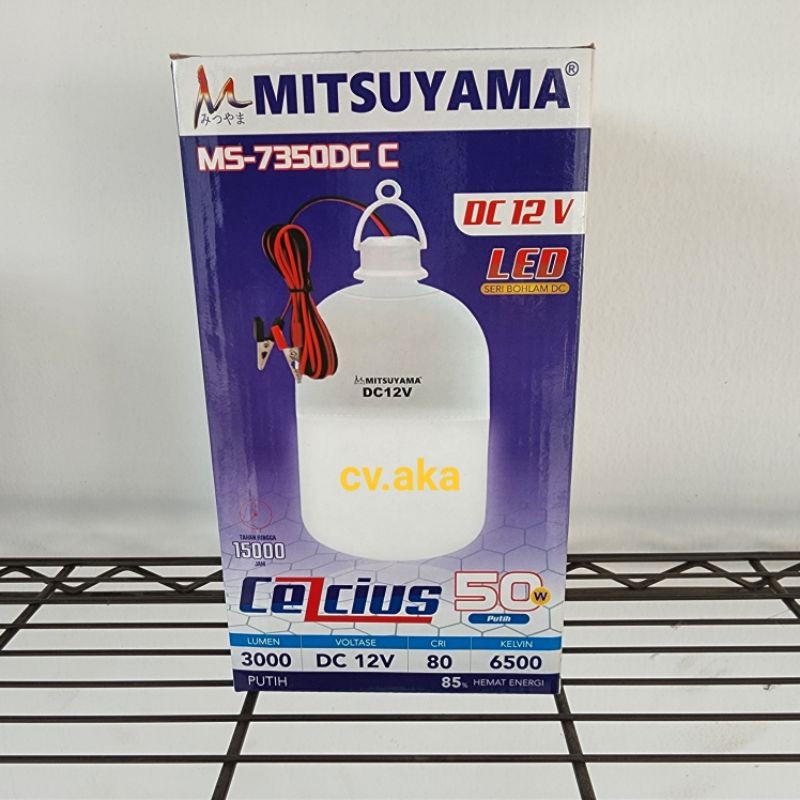 MITSUYAMA®
みつやま
MS-7350DC C
DC 12 V
LED
SERI BOHLAM DC
MITSUYAMA
DC12V
cv.aka
TAHAN HINGGA
15000
JAM
Celcius 50 W
Putih
LUMEN VOLTASE CRI KELVIN
3000 DC 12V 80 6500
PUTIH 85% HEMAT ENERGI